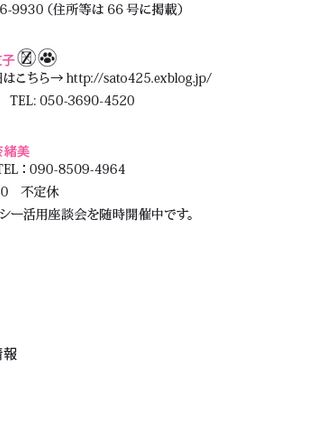 6-9930（住所等は 66 号に掲載）
子
はこちら→ http://sato425.exblog.jp/
TEL: 050-3690-4520
緒美
TEL：090-8509-4964
0　不定休
シー活用座談会を随時開催中です。
報